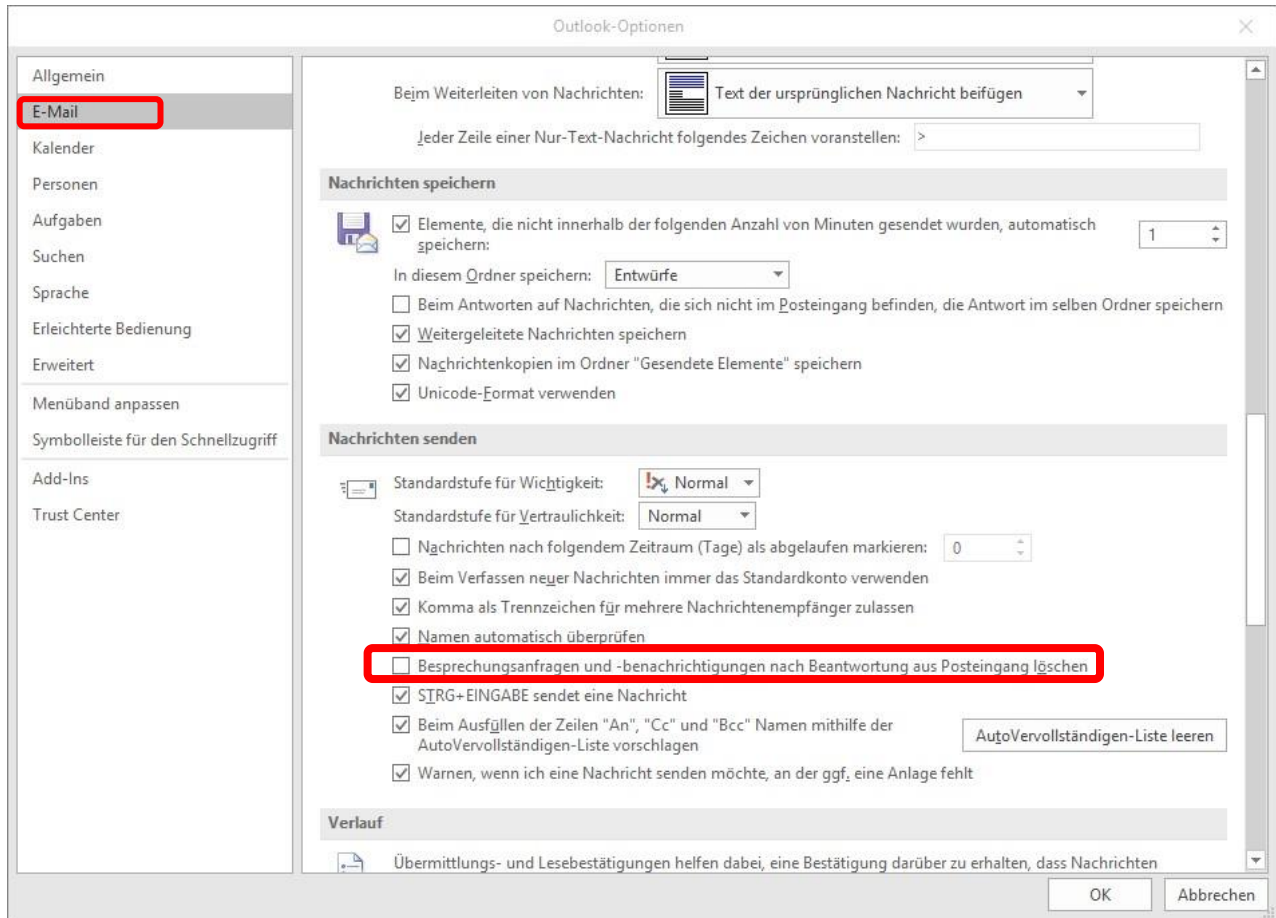 Outlook-Optionen
Allgemein
E-Mail
Kalender
Personen
Aufgaben
Suchen
Sprache
Erleichterte Bedienung
Erweitert
Menüband anpassen
Symbolleiste für den Schnellzugriff
Add-Ins
Trust Center
Beim Weiterleiten von Nachrichten: Text der ursprünglichen Nachricht beifügen
Jeder Zeile einer Nur-Text-Nachricht folgendes Zeichen voranstellen: >
Nachrichten speichern
Elemente, die nicht innerhalb der folgenden Anzahl von Minuten gesendet wurden, automatisch 1
speichern:
In diesem Ordner speichern: Entwürfe
Beim Antworten auf Nachrichten, die sich nicht im Posteingang befinden, die Antwort im selben Ordner speichern
Weitergeleitete Nachrichten speichern
Nachrichtenkopien im Ordner "Gesendete Elemente" speichern
Unicode-Format verwenden
Nachrichten senden
Standardstufe für Wichtigkeit: Normal
Standardstufe für Vertraulichkeit: Normal
Nachrichten nach folgendem Zeitraum (Tage) als abgelaufen markieren: 0
Beim Verfassen neuer Nachrichten immer das Standardkonto verwenden
Komma als Trennzeichen für mehrere Nachrichtenempfänger zulassen
Namen automatisch überprüfen
Besprechungsanfragen und -benachrichtigungen nach Beantwortung aus Posteingang löschen
STRG+EINGABE sendet eine Nachricht
Beim Ausfüllen der Zeilen "An", "Cc" und "Bcc" Namen mithilfe der
AutoVervollständigen-Liste vorschlagen
AutoVervollständigen-Liste leeren
Warnen, wenn ich eine Nachricht senden möchte, an der ggf. eine Anlage fehlt
Verlauf
Übermittlungs- und Lesebestätigungen helfen dabei, eine Bestätigung darüber zu erhalten, dass Nachrichten
OK Abbrechen